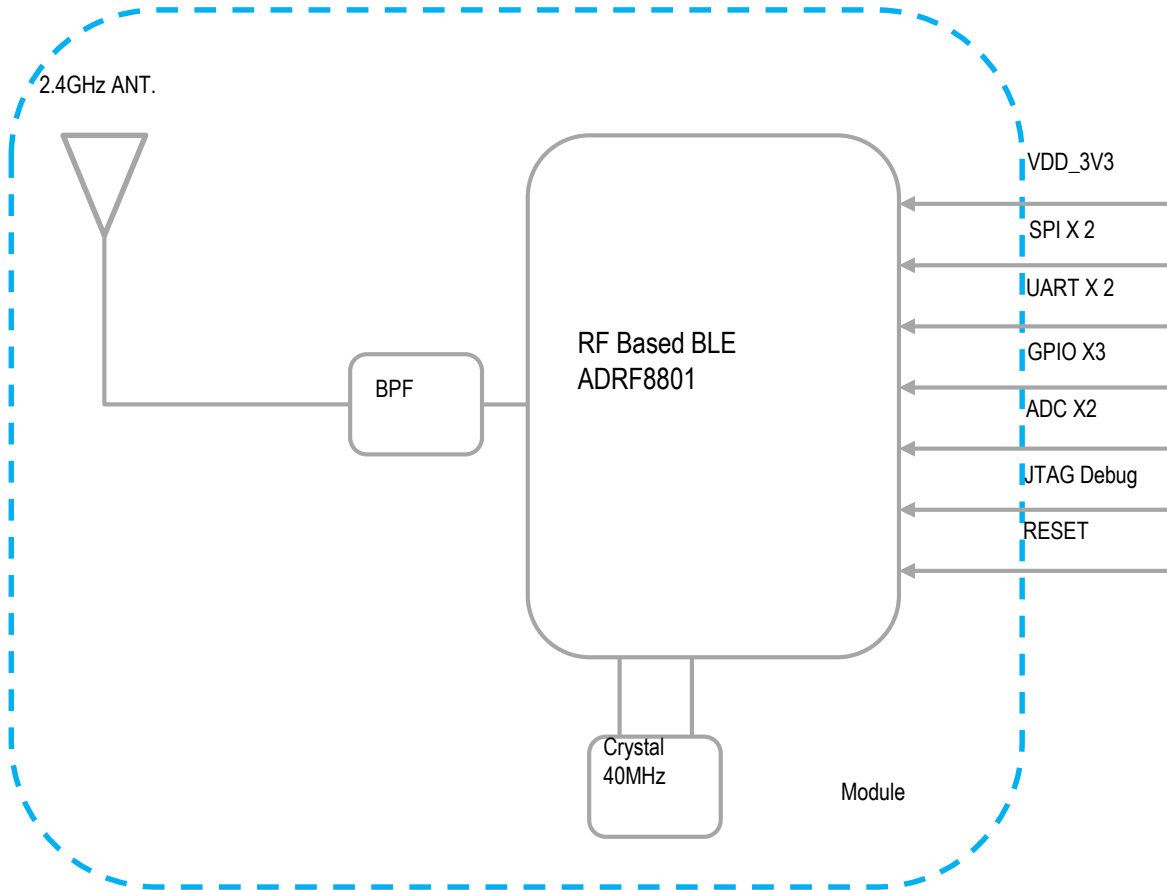 2.4GHz ANT.
VDD_3V3
SPI X 2
UART X 2
RF Based BLE
ADRF8801
GPIO X3
BPF
ADC X2
JTAG Debug
RESET
Crystal
40MHz
Module